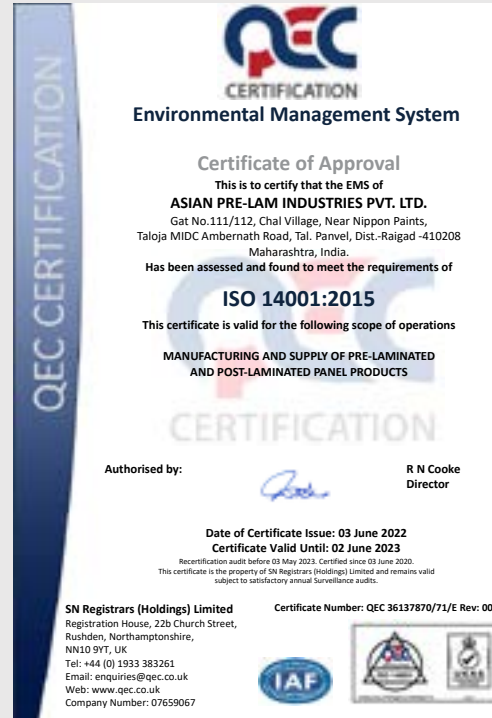 QEC
CERTIFICATION
QEC CERTIFICATION
Environmental Management System
Certificate of Approval
This is to certify that the EMS of
ASIAN PRE-LAM INDUSTRIES PVT. LTD.
Gat No.111/112, Chal Village, Near Nippon Paints,
Taloja MIDC Ambernath Road, Tal. Panvel, Dist.-Raigad -410208
Maharashtra, India.
Has been assessed and found to meet the requirements of
ISO 14001:2015
This certificate is valid for the following scope of operations
MANUFACTURING AND SUPPLY OF PRE-LAMINATED
AND POST-LAMINATED PANEL PRODUCTS
QEC
CERTIFICATION
Authorised by:
R N Cooke
Director
Date of Certificate Issue: 03 June 2022
Certificate Valid Until: 02 June 2023
Recertification audit before 03 May 2023. Certified since 03 June 2020.
This certificate is the property of SN Registrars (Holdings) Limited and remains valid
subject to satisfactory annual Surveillance audits.
SN Registrars (Holdings) Limited
Registration House, 22b Church Street,
Rushden, Northamptonshire,
NN10 9YT, UK
Tel: +44 (0) 1933 383261
Email: enquiries@qec.co.uk
Web: www.qec.co.uk
Company Number: 07659067
Certificate Number: QEC 36137870/71/E Rev: 00
IAF